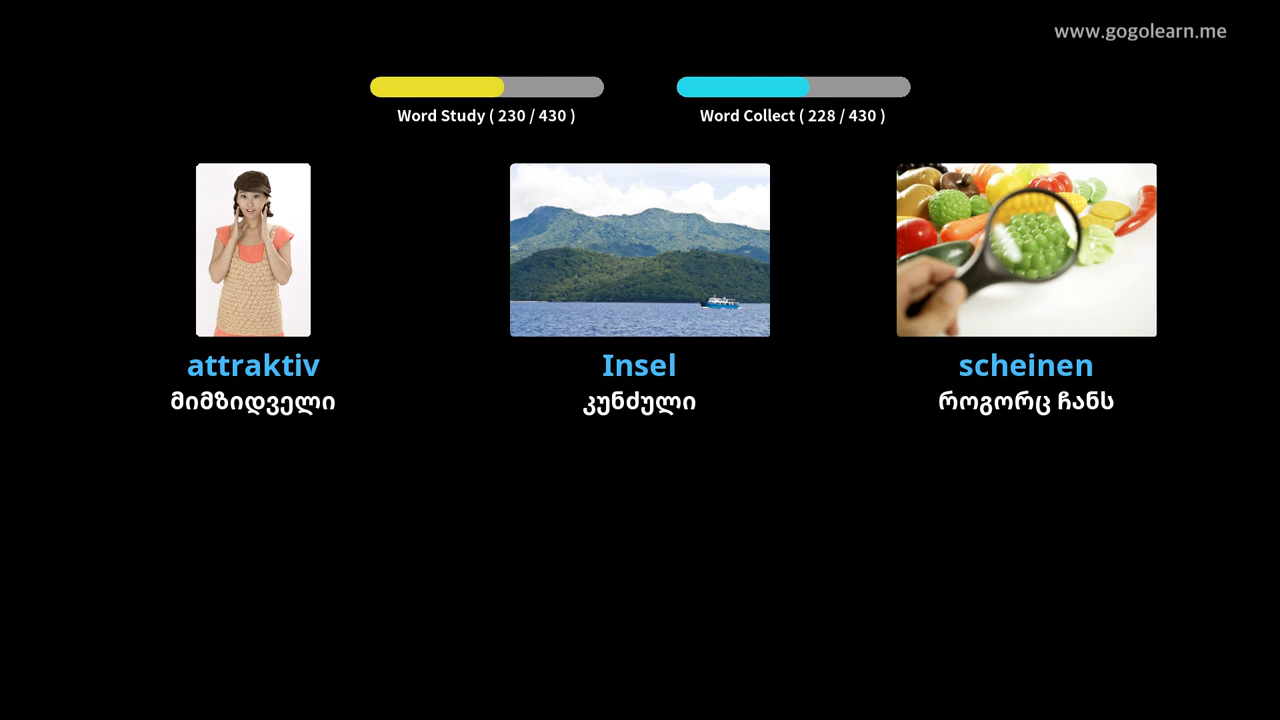 www.gogolearn.me
Word Study ( 230 / 430 )
Word Collect ( 228 / 430 )
attraktiv
Insel
scheinen
მიმზიდველი
კუნძული
როგორც ჩანს